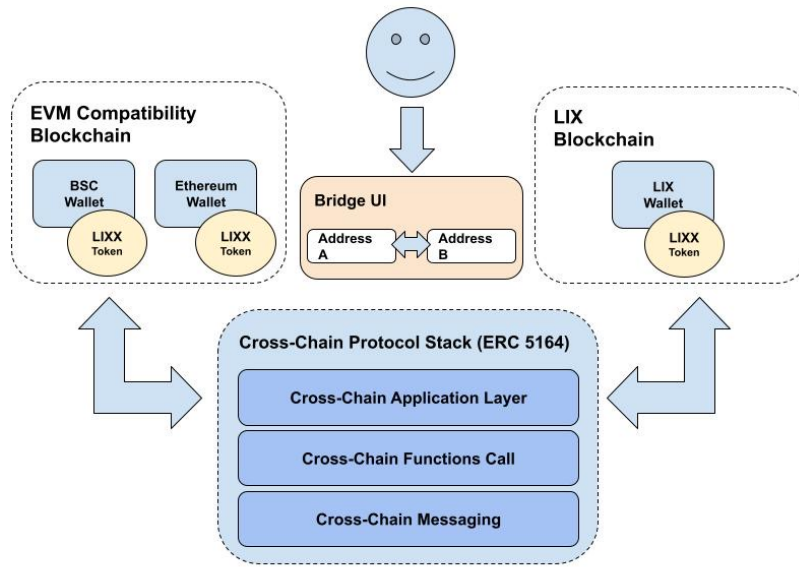 EVM Compatibility
Blockchain
BSC
Wallet
LIXX
Token
Ethereum
Wallet
LIXX
Token
Bridge UI
Address
A
Address
B
LIX
Blockchain
LIX
Wallet
LIXX
Token
Cross-Chain Protocol Stack (ERC 5164)
Cross-Chain Application Layer
Cross-Chain Functions Call
Cross-Chain Messaging